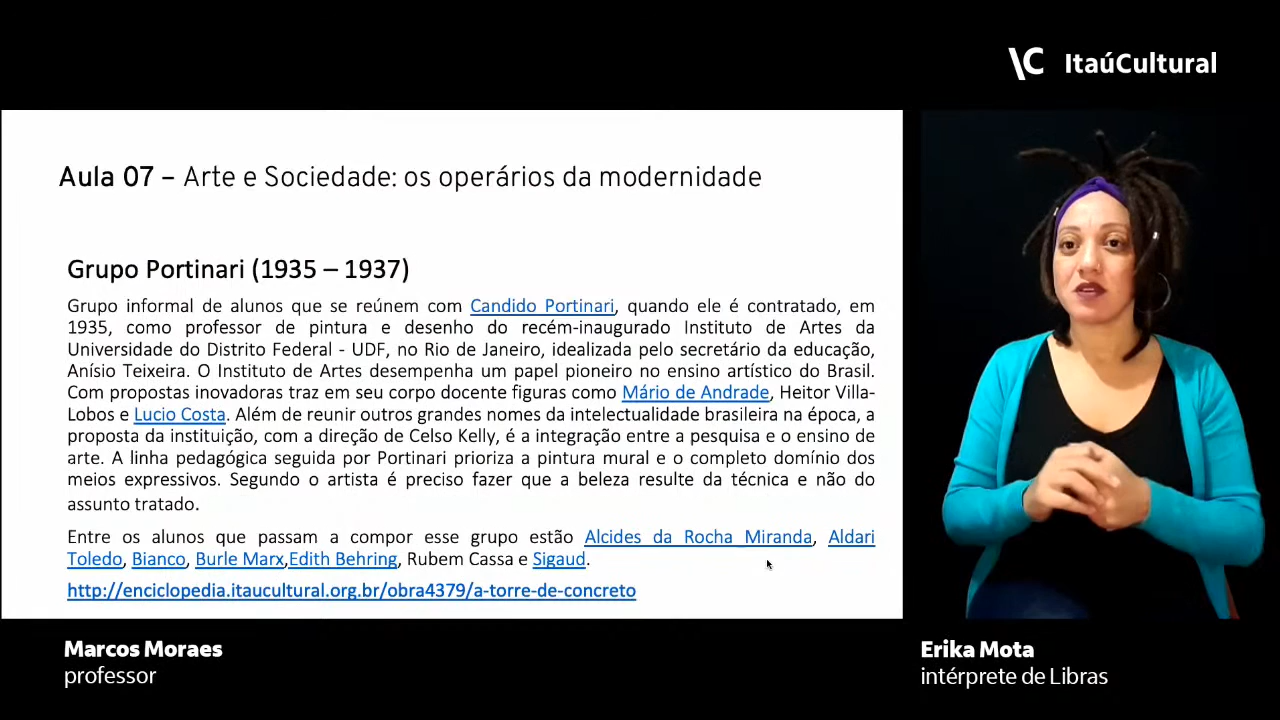 \C ItaúCultural
Aula 07 – Arte e Sociedade: os operários da modernidade
Grupo Portinari (1935 – 1937)
Grupo informal de alunos que se reúnem com Candido Portinari, quando ele é contratado, em
1935, como professor de pintura e desenho do recém-inaugurado Instituto de Artes da
Universidade do Distrito Federal - UDF, no Rio de Janeiro, idealizada pelo secretário da educação,
Anísio Teixeira. O Instituto de Artes desempenha um papel pioneiro no ensino artístico do Brasil.
Com propostas inovadoras traz em seu corpo docente figuras como Mário de Andrade, Heitor Villa-
Lobos e Lucio Costa. Além de reunir outros grandes nomes da intelectualidade brasileira na época, a
proposta da instituição, com a direção de Celso Kelly, é a integração entre a pesquisa e o ensino de
arte. A linha pedagógica seguida por Portinari prioriza a pintura mural e o completo domínio dos
meios expressivos. Segundo o artista é preciso fazer que a beleza resulte da técnica e não do
assunto tratado.
Entre os alunos que passam a compor esse grupo estão Alcides da Rocha Miranda, Aldari
Toledo, Bianco, Burle Marx,Edith Behring, Rubem Cassa e Sigaud.
http://enciclopedia.itaucultural.org.br/obra4379/a-torre-de-concreto
Marcos Moraes
professor
Erika Mota
intérprete de Libras